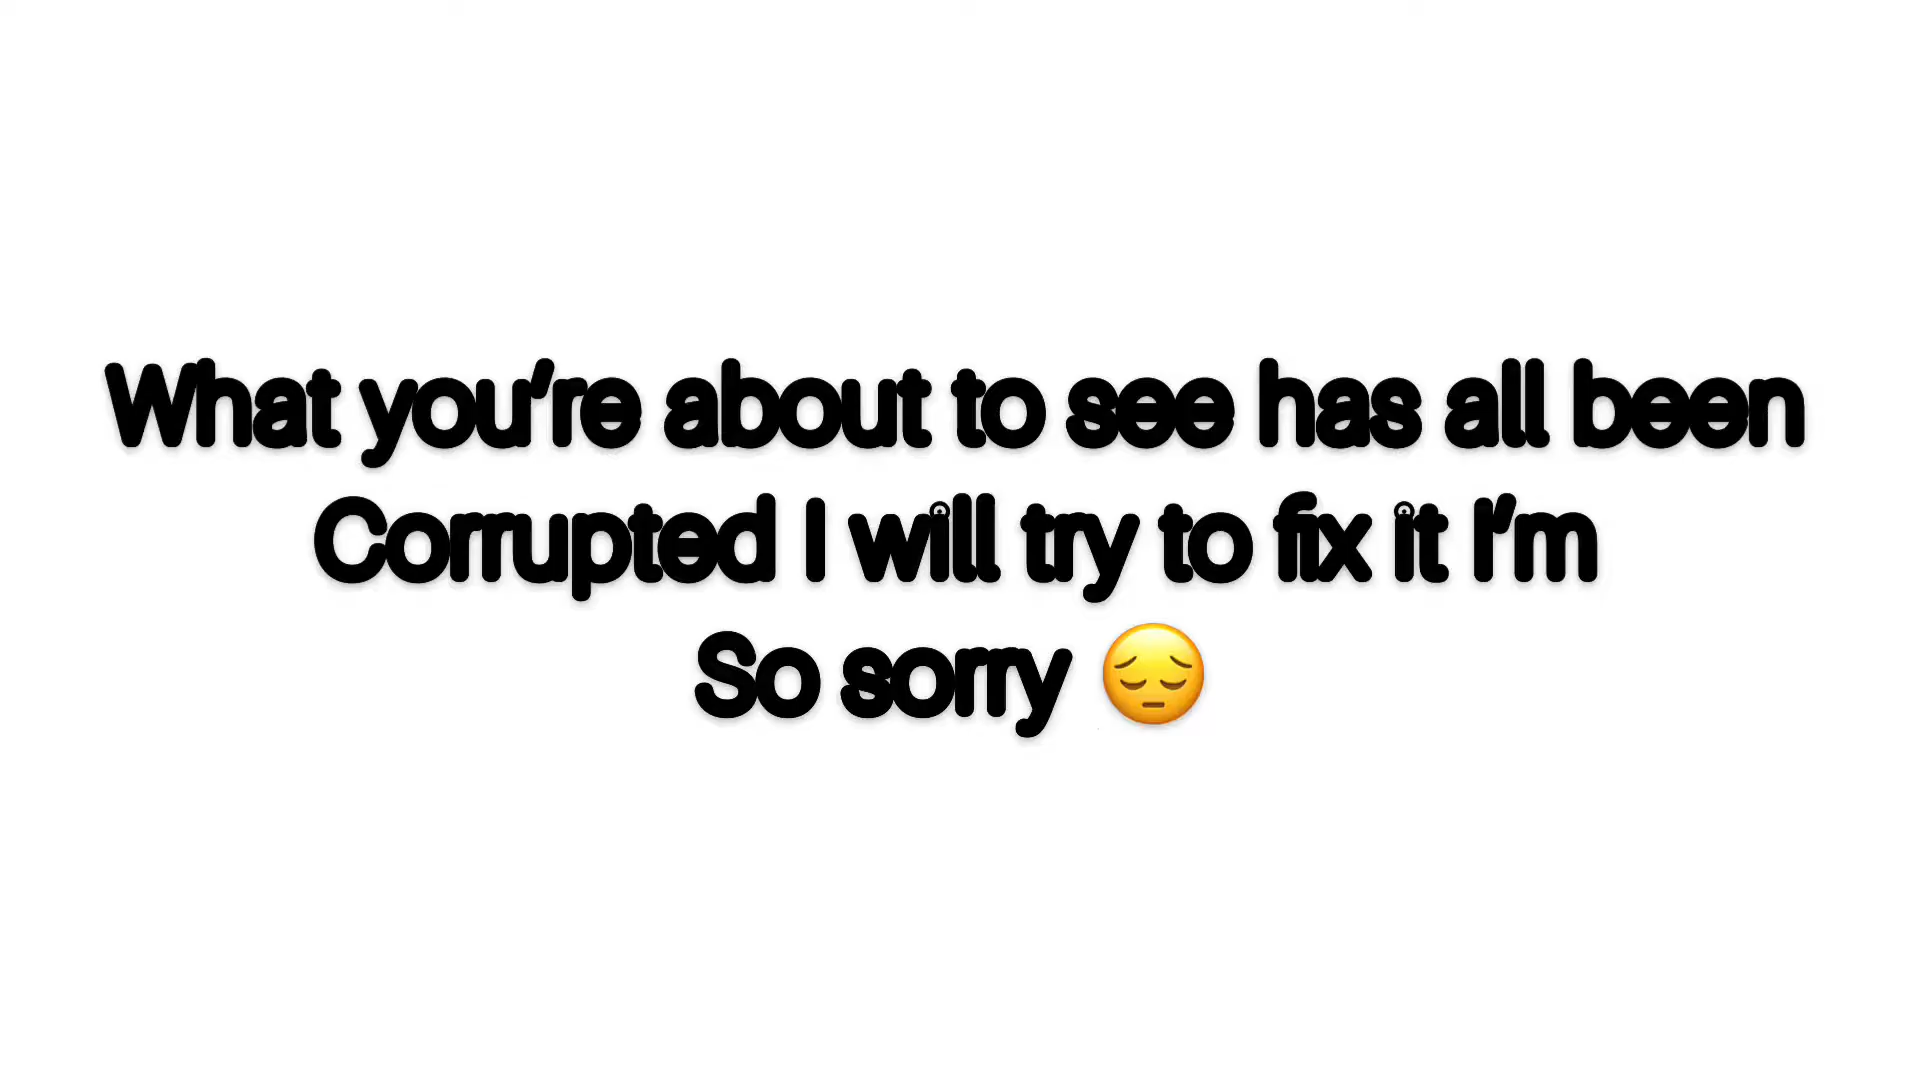 What you're about to see has all been
Corrupted I will try to fix it I'm
So sorry 😔